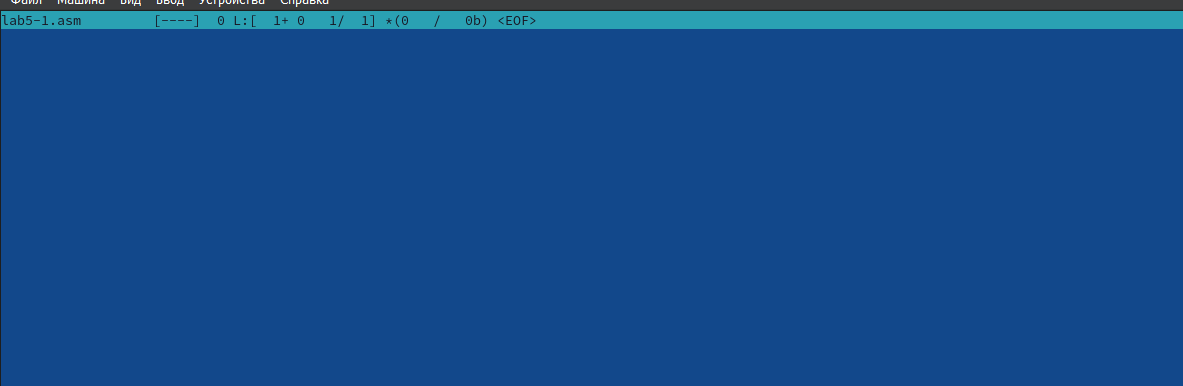 Файл Машина Вид Ввод Устройства Справка
lab5-1.asm [----] 0 L:[ 1+ 0 1/ 1] *(0 / 0b) <EOF>